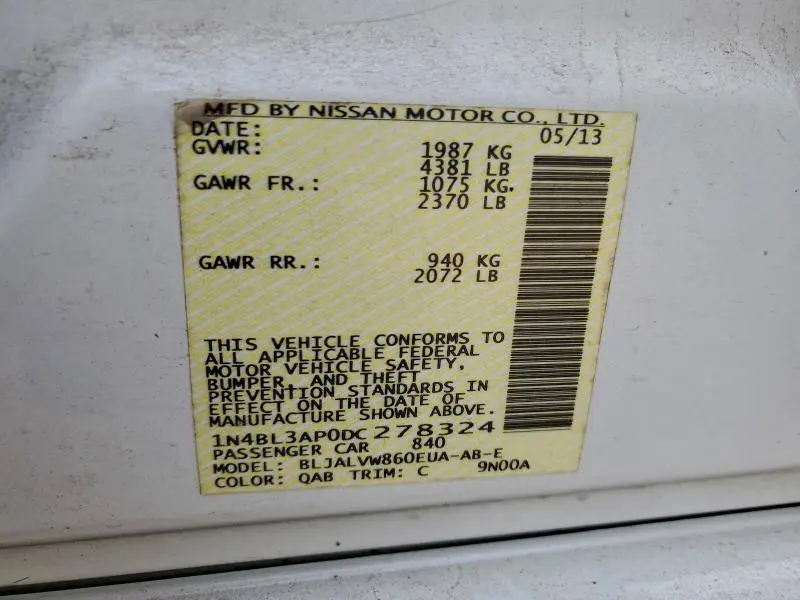 MFD BY NISSAN MOTOR CO., LTD.
DATE: 05/13
GVWR: 1987 KG
4381 LB
GAWR FR.: 1075 KG.
2370 LB
GAWR RR.: 940 KG
2072 LB
THIS VEHICLE CONFORMS TO
ALL APPLICABLE FEDERAL
MOTOR VEHICLE SAFETY,
BUMPER, AND THEFT
PREVENTION STANDARDS IN
EFFECT ON THE DATE OF
MANUFACTURE SHOWN ABOVE.
1N4BL3AP0DC278324
PASSENGER CAR 840
MODEL: BLJALVW860EUA-AB-E
COLOR: QAB TRIM: C 9N00A